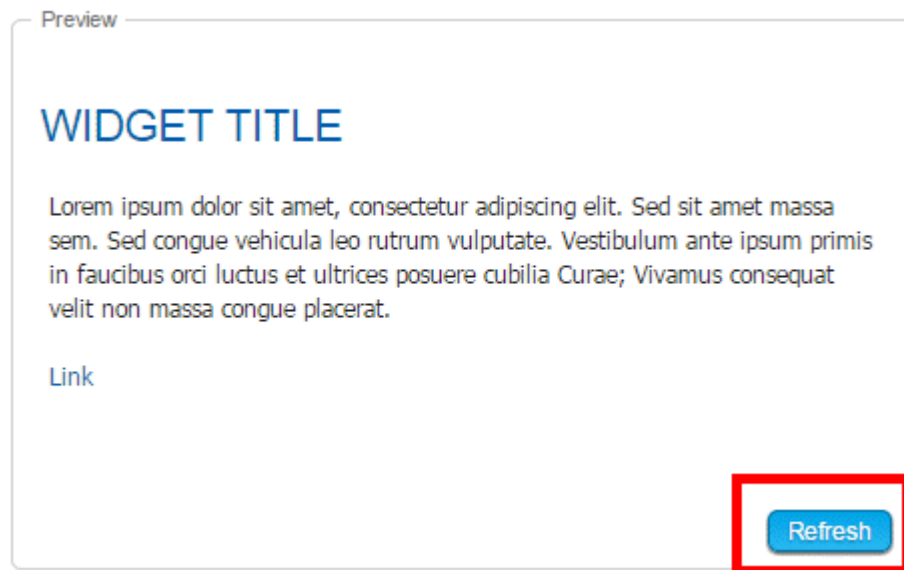 Preview
WIDGET TITLE
Lorem ipsum dolor sit amet, consectetur adipiscing elit. Sed sit amet massa
sem. Sed congue vehicula leo rutrum vulputate. Vestibulum ante ipsum primis
in faucibus orci luctus et ultrices posuere cubilia Curae; Vivamus consequat
velit non massa congue placerat.
Link
Refresh